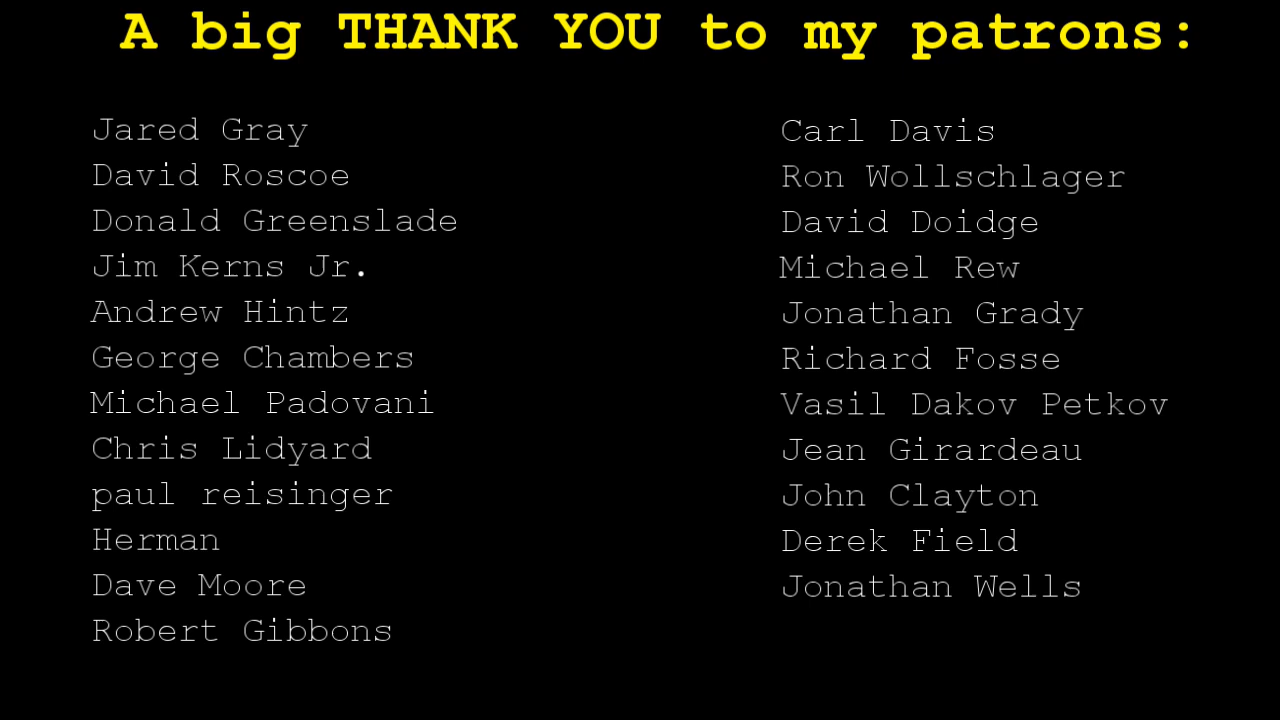 A big THANK YOU to my patrons:
Jared Gray
David Roscoe
Donald Greenslade
Jim Kerns Jr.
Andrew Hintz
George Chambers
Michael Padovani
Chris Lidyard
paul reisinger
Herman
Dave Moore
Robert Gibbons
Carl Davis
Ron Wollschlager
David Doidge
Michael Rew
Jonathan Grady
Richard Fosse
Vasil Dakov Petkov
Jean Girardeau
John Clayton
Derek Field
Jonathan Wells